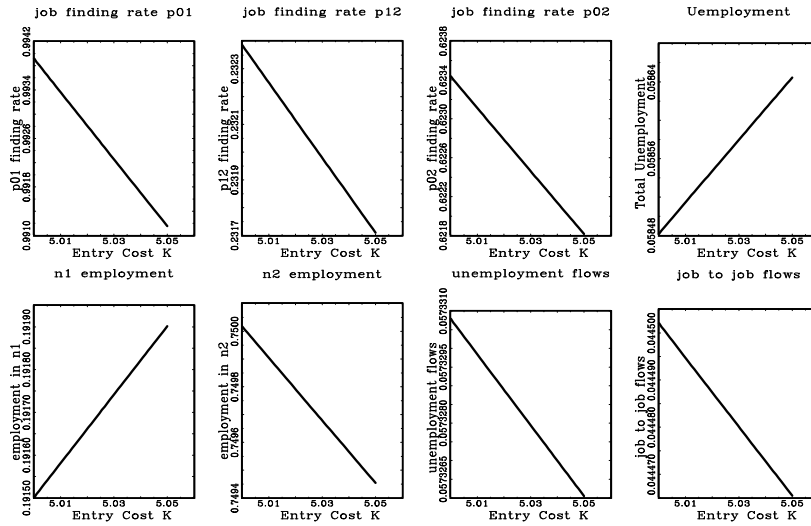 job finding rate p01
job finding rate p12
job finding rate p02
Uemployment
p01 finding rate
0.9910 0.9918 0.9926 0.9934 0.9942
5.01 5.03 5.05
Entry Cost K
p12 finding rate
0.2317 0.2319 0.2321 0.2323
5.01 5.03 5.05
Entry Cost K
p02 finding rate
0.6218 0.6222 0.6226 0.6230 0.6234 0.6238
5.01 5.03 5.05
Entry Cost K
Total Unemployment
0.05848 0.05856 0.05864
5.01 5.03 5.05
Entry Cost K
n1 employment
n2 employment
unemployment flows
job to job flows
employment in n1
0.19150 0.19160 0.19170 0.19180 0.19190
5.01 5.03 5.05
Entry Cost K
employment in n2
0.7494 0.7496 0.7498 0.7500
5.01 5.03 5.05
Entry Cost K
unemployment flows
0.0573265 0.0573280 0.0573295 0.0573310
5.01 5.03 5.05
Entry Cost K
job to job flows
0.044470 0.044480 0.044490 0.044500
5.01 5.03 5.05
Entry Cost K